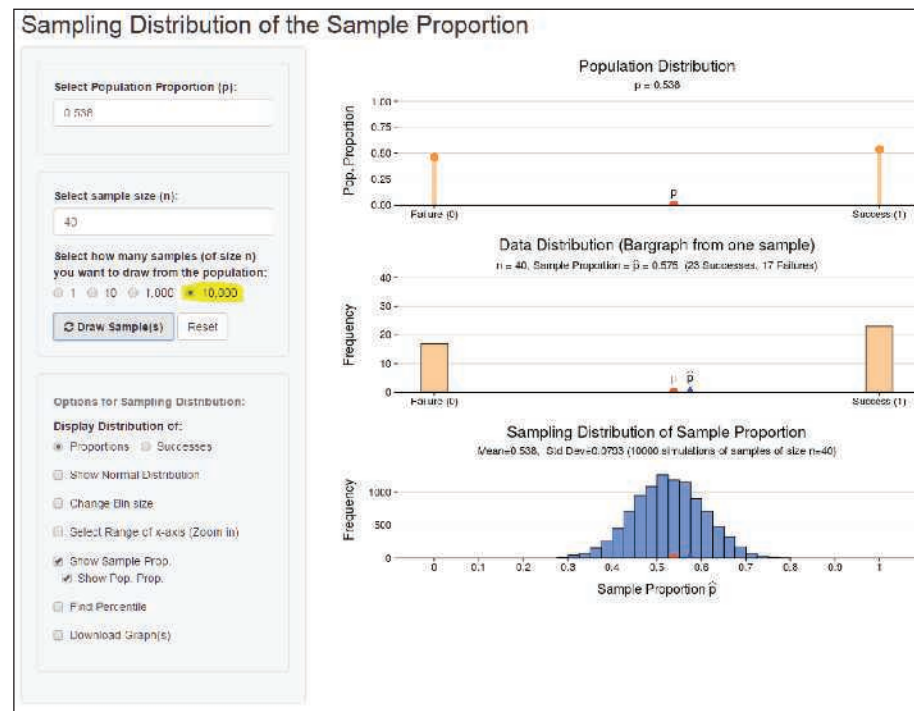 Sampling Distribution of the Sample Proportion
Select Population Proportion (p):
0.538
Select sample size (n):
40
Select how many samples (of size n)
you want to draw from the population:
1 10 1,000 10,000
Draw Sample(s) Reset
Options for Sampling Distribution:
Display Distribution of:
Proportions Successes
Show Normal Distribution
Change Bin size
Select Range of x-axis (Zoom in)
Show Sample Prop.
Show Pop. Prop.
Find Percentile
Download Graph(s)
Population Distribution
p = 0.538
Pop. Proportion
1.00
0.75
0.50
0.25
0.00
p
Failure (0) Success (1)
Data Distribution (Bargraph from one sample)
n = 40, Sample Proportion = p̂ = 0.575 (23 Successes, 17 Failures)
Frequency
40
30
20
10
0
p p̂
Failure (0) Success (1)
Sampling Distribution of Sample Proportion
Mean=0.538, Std Dev=0.0793 (10000 simulations of samples of size n=40)
Frequency
1000
500
0
0 0.1 0.2 0.3 0.4 0.5 0.6 0.7 0.8 0.9 1
Sample Proportion p̂